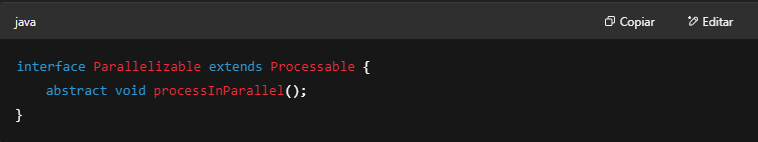 java Copiar Editar
interface Parallelizable extends Processable {
    abstract void processInParallel();
}